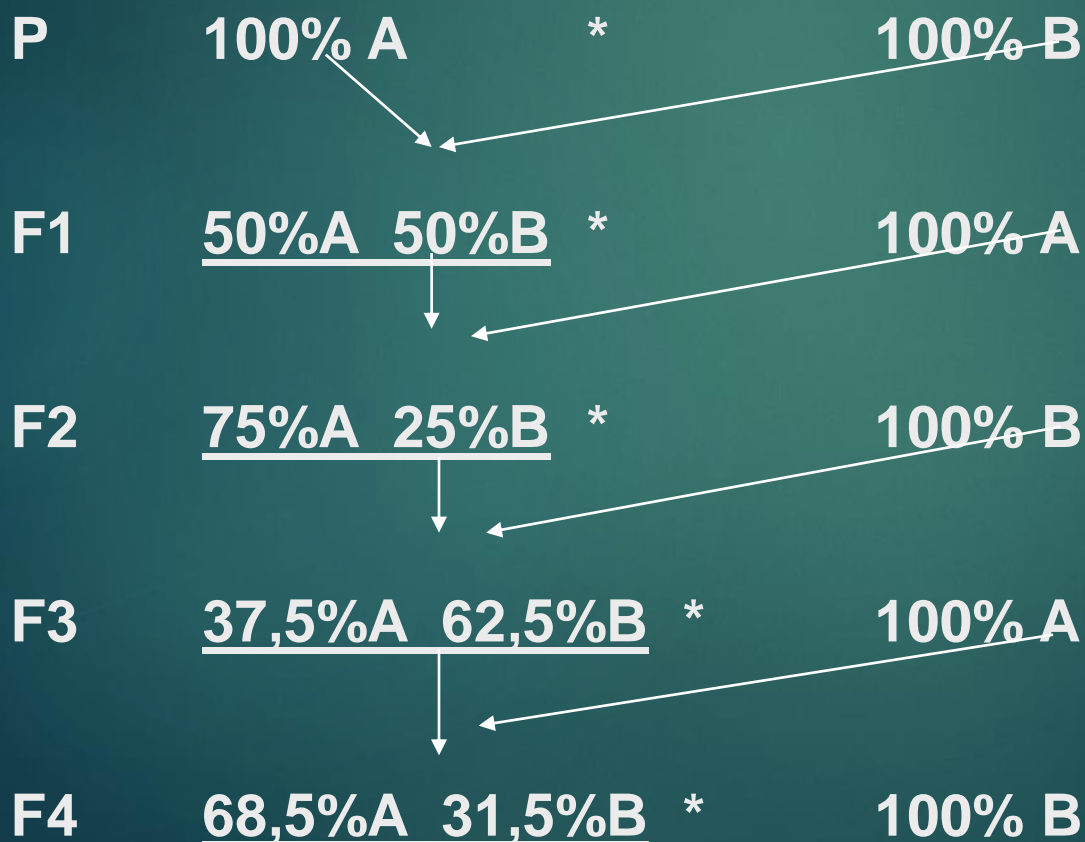 P 100% A * 100% B
F1 50%A 50%B * 100% A
F2 75%A 25%B * 100% B
F3 37,5%A 62,5%B * 100% A
F4 68,5%A 31,5%B * 100% B